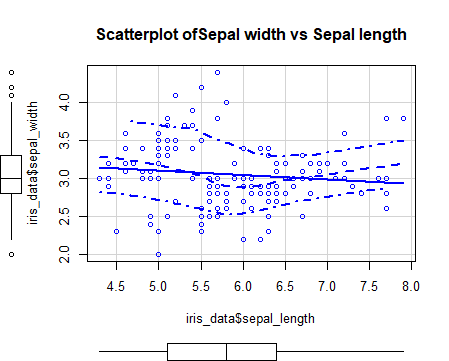 Scatterplot ofSepal width vs Sepal length
iris_data$sepal_width
4.0
3.5
3.0
2.5
2.0
4.5 5.0 5.5 6.0 6.5 7.0 7.5 8.0
iris_data$sepal_length